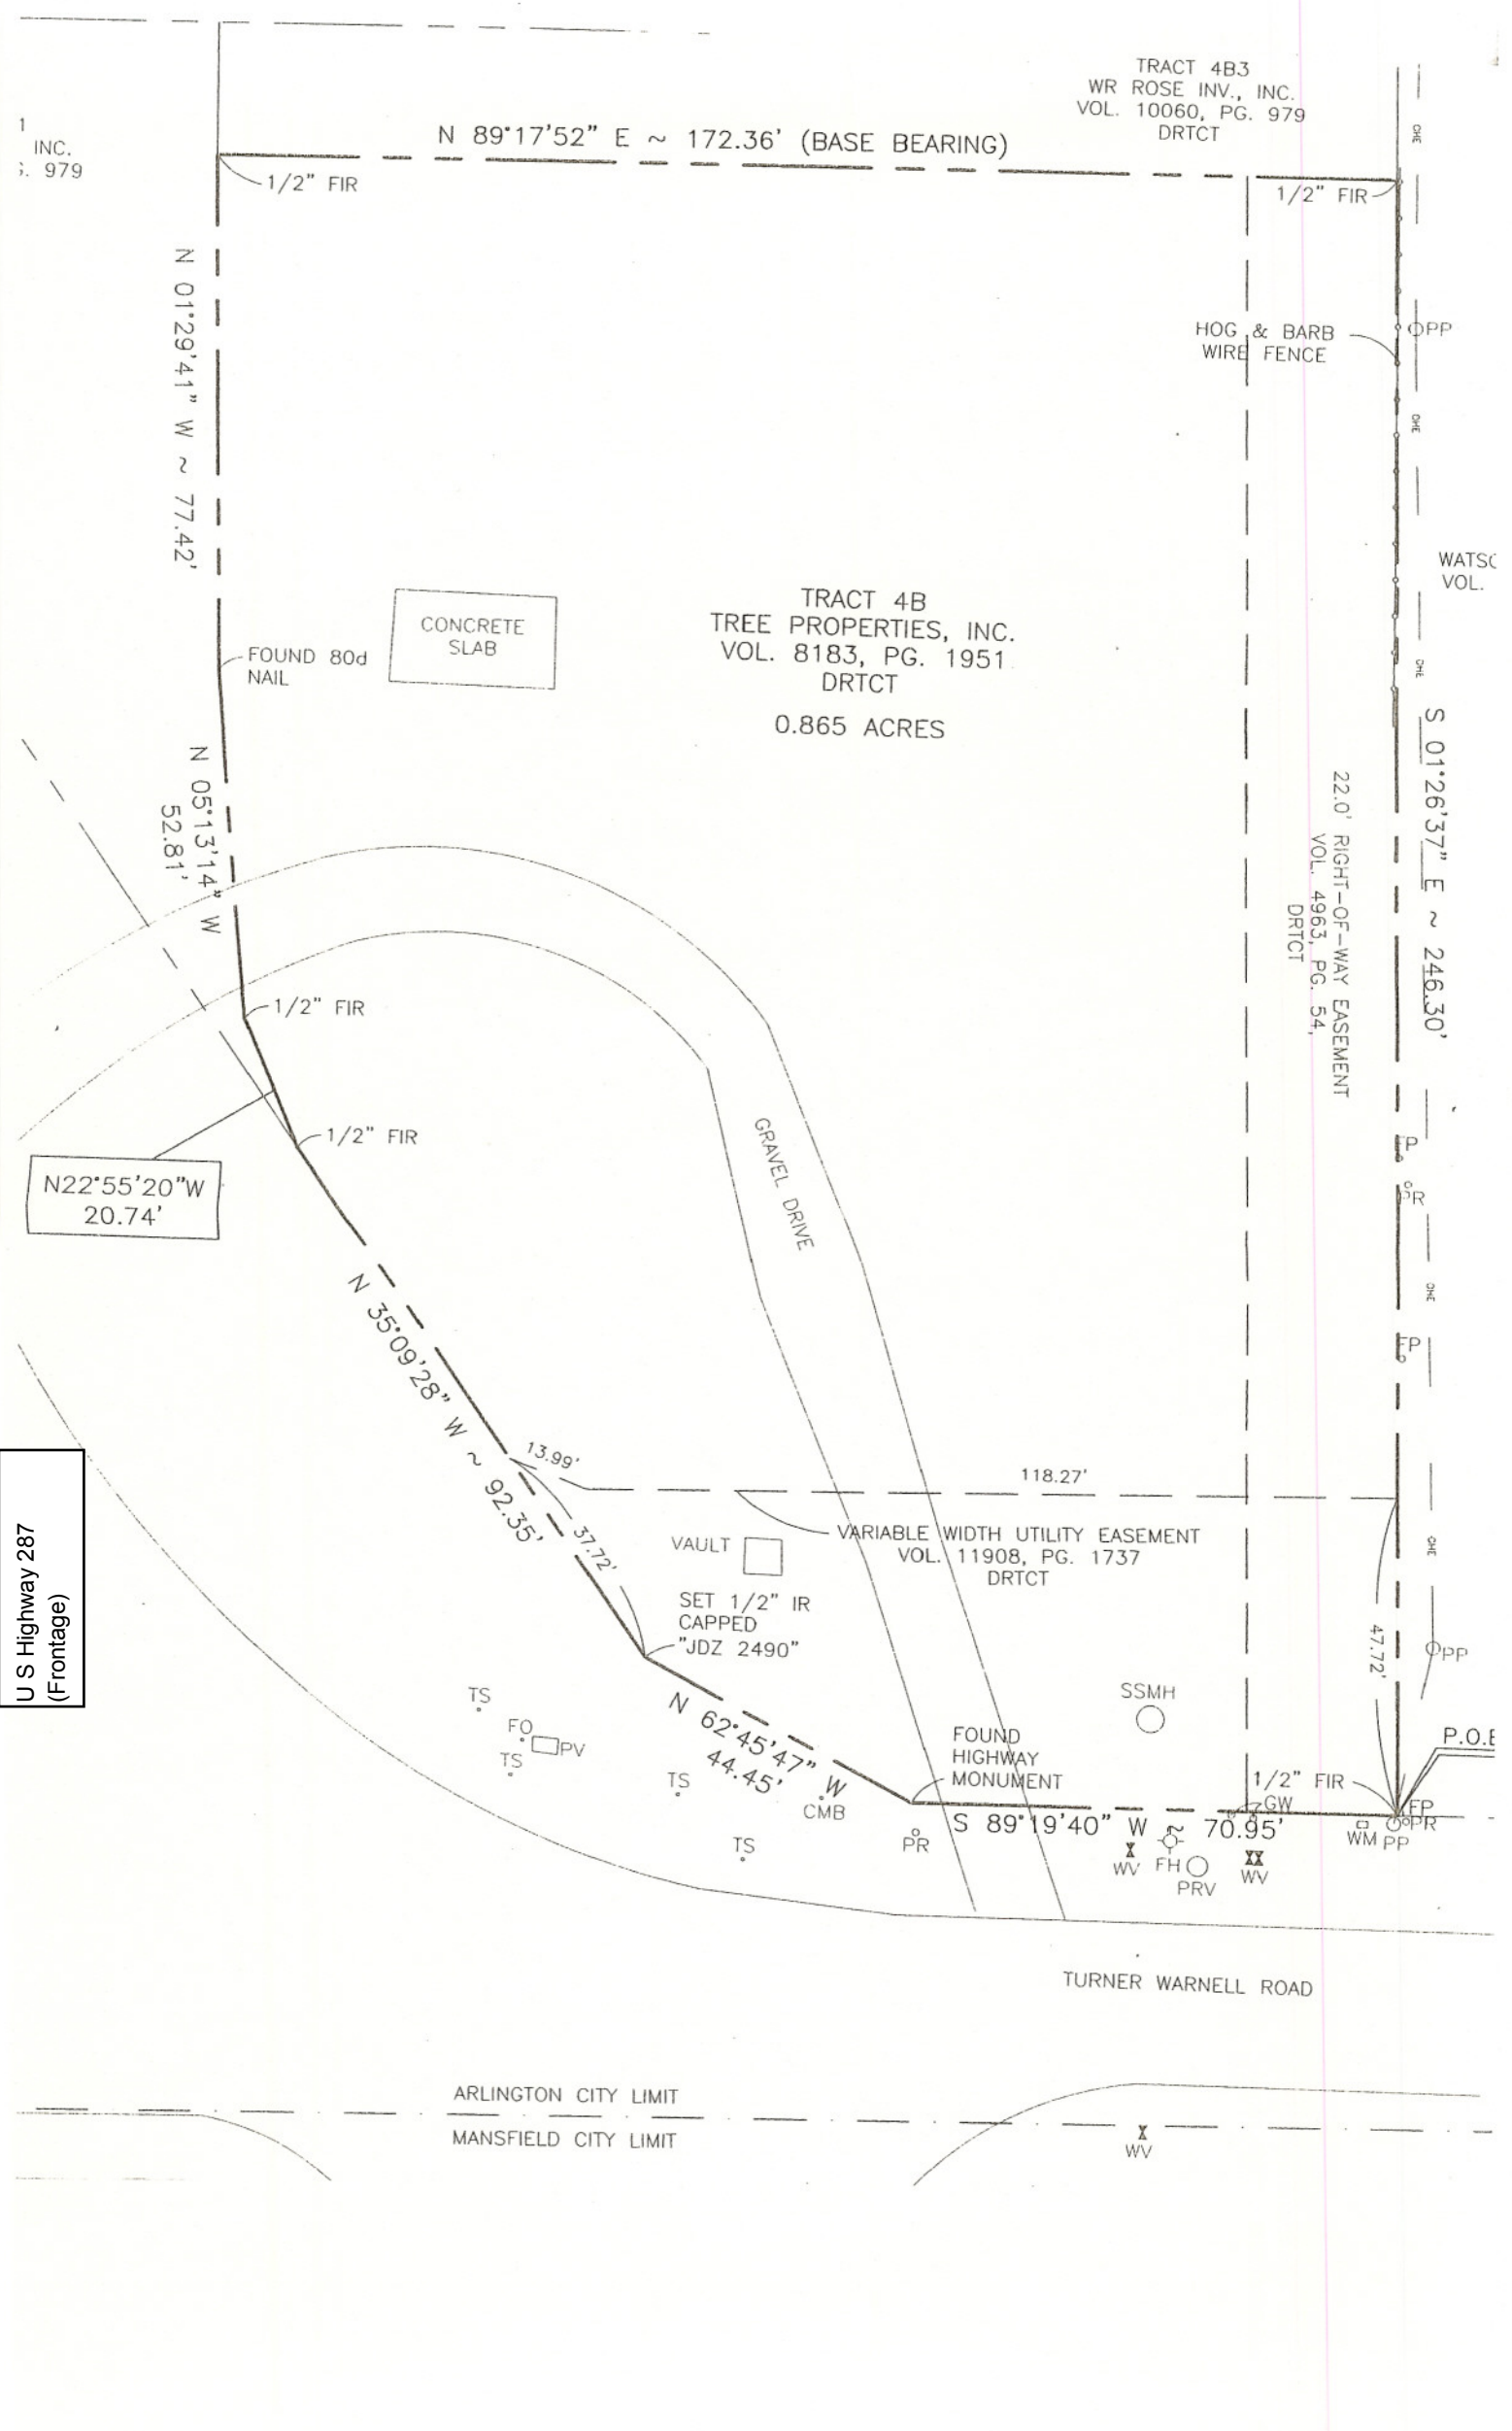 TRACT 4B3
WR ROSE INV., INC.
VOL. 10060, PG. 979
DRTCT
1
INC.
G. 979
N 89°17'52" E ~ 172.36' (BASE BEARING)
1/2" FIR
1/2" FIR
OHE
N 01°29'41" W ~ 77.42'
HOG & BARB
WIRE FENCE
PP
OHE
WATSO
VOL.
CONCRETE
SLAB
TRACT 4B
TREE PROPERTIES, INC.
VOL. 8183, PG. 1951
DRTCT
0.865 ACRES
FOUND 80d
NAIL
OHE
S 01°26'37" E ~ 246.30'
N 05°13'14" W
52.81'
22.0' RIGHT-OF-WAY EASEMENT
VOL. 4963, PG. 54,
DRTCT
1/2" FIR
1/2" FIR
N22°55'20"W
20.74'
GRAVEL DRIVE
FP
PR
OHE
FP
N 35°09'28" W ~ 92.35'
13.99'
118.27'
37.72'
VAULT
VARIABLE WIDTH UTILITY EASEMENT
VOL. 11908, PG. 1737
DRTCT
OHE
U S Highway 287
(Frontage)
SET 1/2" IR
CAPPED
"JDZ 2490"
47.72'
PP
TS
FO
PV
TS
TS
N 62°45'47" W
44.45'
CMB
TS
SSMH
FOUND
HIGHWAY
MONUMENT
P.O.B
1/2" FIR
GW
FP
PR
S 89°19'40" W ~ 70.95'
PR
WM
PP
WV
FH
PRV
WV
TURNER WARNELL ROAD
ARLINGTON CITY LIMIT
MANSFIELD CITY LIMIT
WV